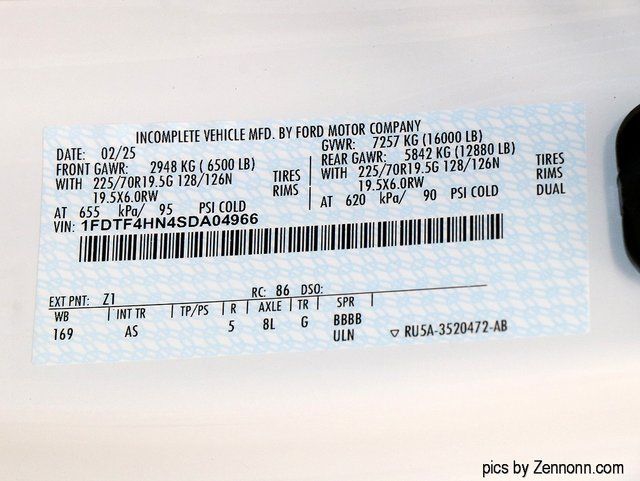 INCOMPLETE VEHICLE MFD. BY FORD MOTOR COMPANY
DATE: 02/25 GVWR: 7257 KG (16000 LB)
FRONT GAWR: 2948 KG ( 6500 LB) REAR GAWR: 5842 KG (12880 LB)
WITH 225/70R19.5G 128/126N TIRES WITH 225/70R19.5G 128/126N TIRES
19.5X6.0RW RIMS 19.5X6.0RW RIMS
AT 655 kPa/ 95 PSI COLD AT 620 kPa/ 90 PSI COLD DUAL
VIN: 1FDTF4HN4SDA04966
EXT PNT: Z1 RC: 86 DSO:
WB INT TR TP/PS R AXLE TR SPR
169 AS 5 8L G BBBB
ULN ▽ RU5A-3520472-AB
pics by Zennonn.com